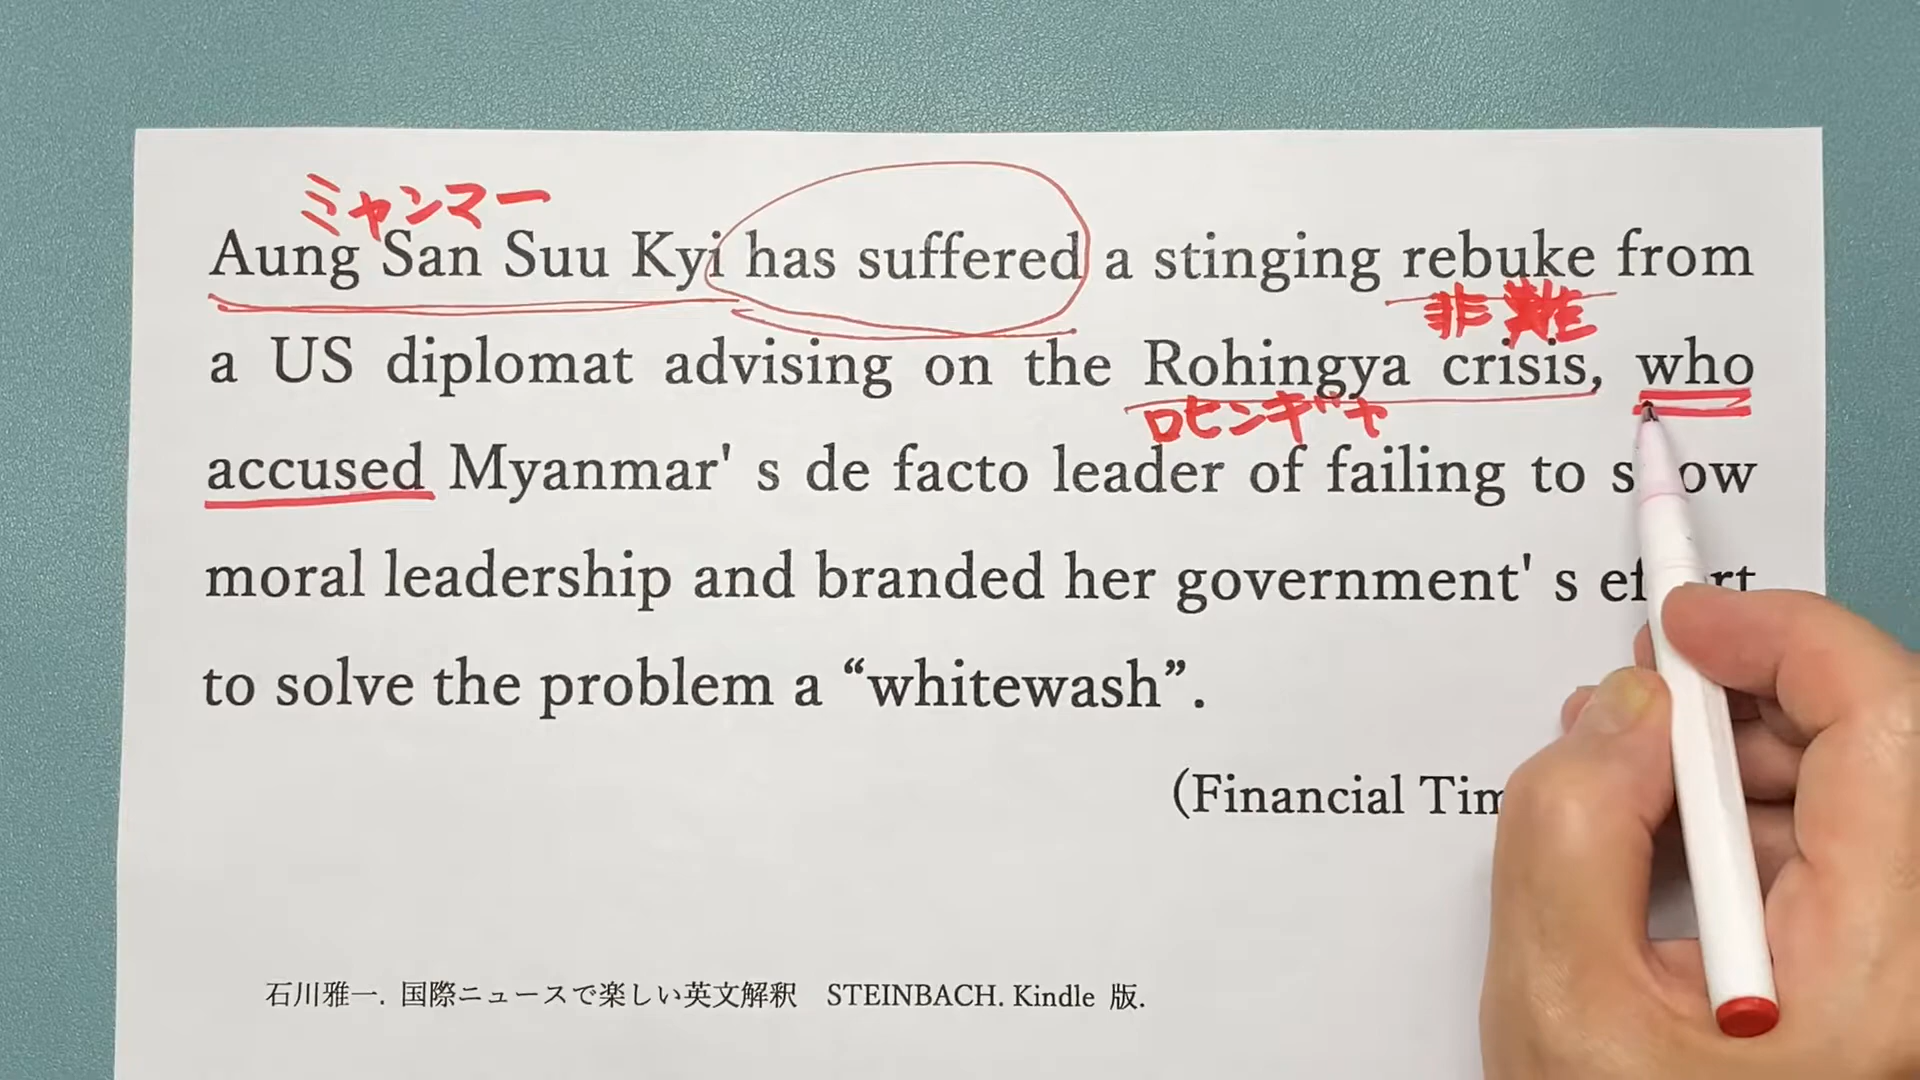 ミャンマー
Aung San Suu Kyi has suffered a stinging rebuke from
非難
a US diplomat advising on the Rohingya crisis, who
ロヒンギャ
accused Myanmar' s de facto leader of failing to
moral leadership and branded her government' s
to solve the problem a “whitewash”.
(Financial
石川雅一. 国際ニュースで楽しい英文解釈 STEINBACH. Kindle 版.